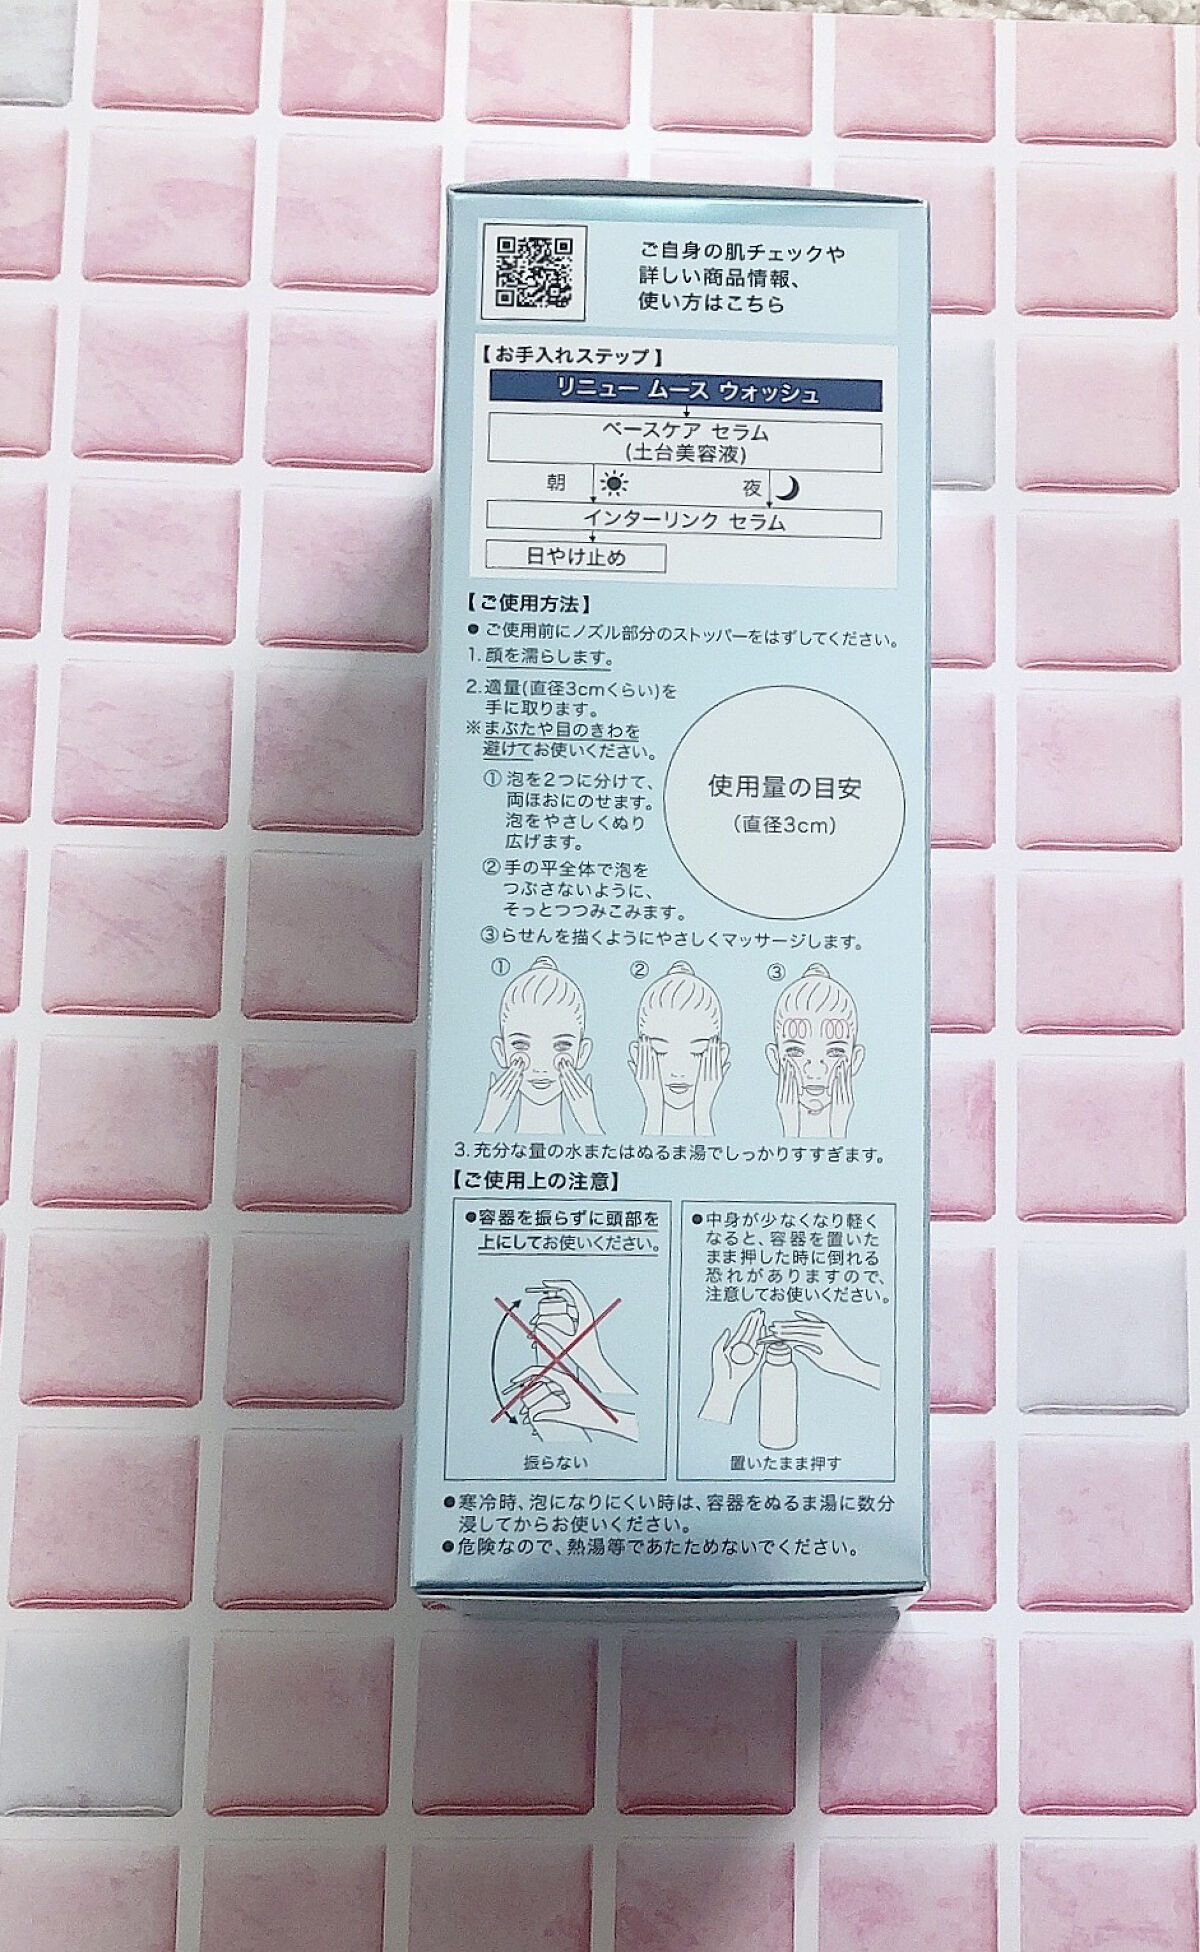 ご自身の肌チェックや
詳しい商品情報、
使い方はこちら
【お手入れステップ】
リニュー ムース ウォッシュ
ベースケア セラム
(土台美容液)
朝
夜
インターリンク セラム
日やけ止め
【ご使用方法】
● ご使用前にノズル部分のストッパーをはずしてください。
1. 顔を濡らします。
2. 適量(直径3cmくらい)を
手に取ります。
※まぶたや目のきわを
避けてお使いください。
① 泡を2つに分けて、
両ほおにのせます。
泡をやさしくぬり
広げます。
② 手の平全体で泡を
つぶさないように、
そっとつつみこみます。
③らせんを描くようにやさしくマッサージします。
使用量の目安
(直径3cm)
① ② ③
3. 充分な量の水またはぬるま湯でしっかりすすぎます。
【ご使用上の注意】
●容器を振らずに頭部を
上にしてお使いください。
振らない
●中身が少なくなり軽く
なると、容器を置いた
まま押した時に倒れる
恐れがありますので、
注意してお使いください。
置いたまま押す
●寒冷時、泡になりにくい時は、容器をぬるま湯に数分
浸してからお使いください。
●危険なので、熱湯等であたためないでください。